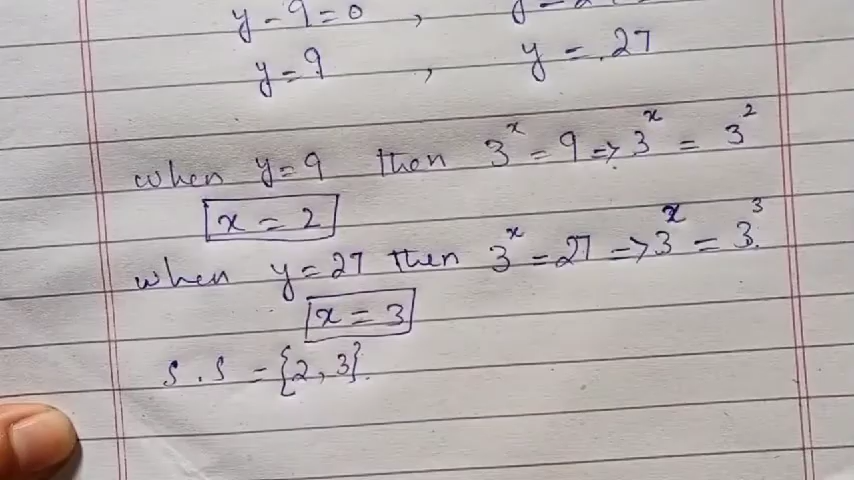 y - 9 = 0 ,
y = 9 , y = 27
when y = 9 then 3^x = 9 => 3^x = 3^2
x = 2
when y = 27 then 3^x = 27 => 3^x = 3^3
x = 3
S.S = {2, 3}